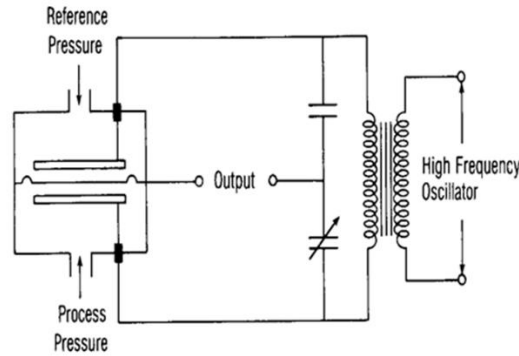 Reference
Pressure
Output
High Frequency
Oscillator
Process
Pressure